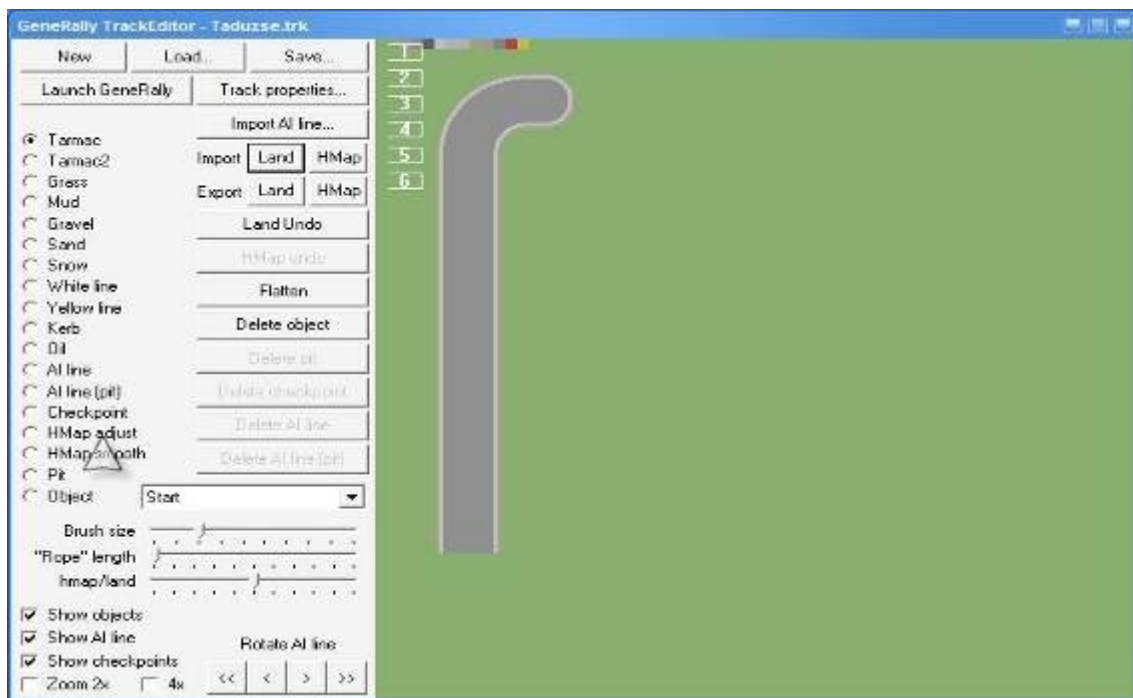 GeneRally TrackEditor - Taduzse.trk
New Load... Save...
Launch GeneRally Track properties...
Import AI line...
Import Land HMap
Export Land HMap
Land Undo
HMap undo
Flatten
Delete object
Delete pit
Delete checkpoint
Delete AI line
Delete AI line (pit)
Tarmac
Tarmac2
Grass
Mud
Gravel
Sand
Snow
White line
Yellow line
Kerb
Oil
AI line
AI line (pit)
Checkpoint
HMap adjust
HMap smooth
Pit
Object Start
Brush size
"Rope" length
hmap/land
Show objects
Show AI line
Show checkpoints
Zoom 2x 4x
Rotate AI line
<< < > >>
1
2
3
4
5
6